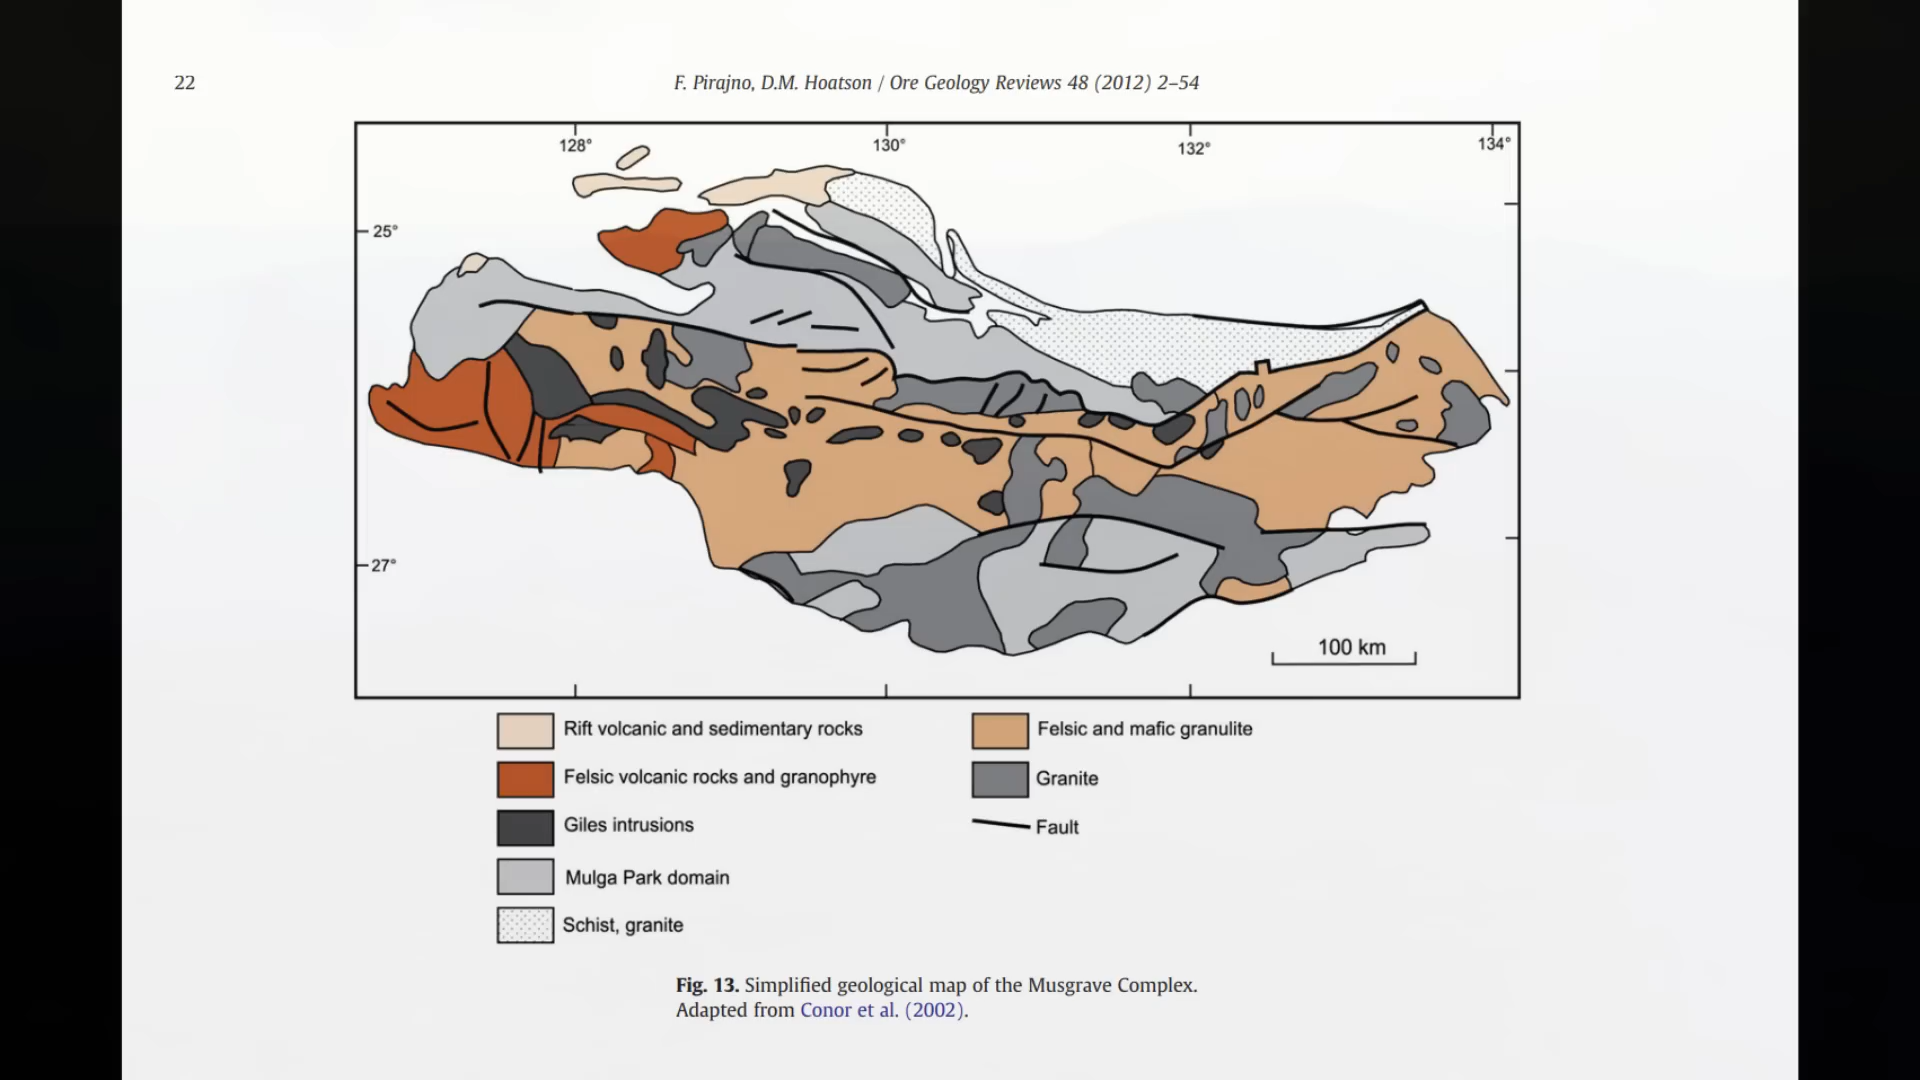 22
F. Pirajno, D.M. Hoatson / Ore Geology Reviews 48 (2012) 2–54
128°
130°
132°
134°
25°
27°
100 km
Rift volcanic and sedimentary rocks
Felsic volcanic rocks and granophyre
Giles intrusions
Mulga Park domain
Schist, granite
Felsic and mafic granulite
Granite
Fault
Fig. 13. Simplified geological map of the Musgrave Complex.
Adapted from Conor et al. (2002).